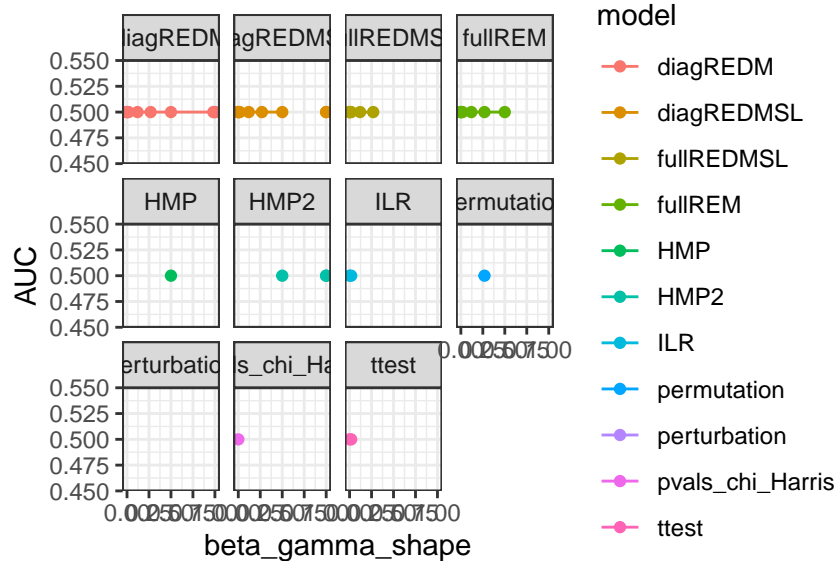 model
diagREDM
diagREDMSL
fullREDMSL
fullREM
HMP
HMP2
ILR
permutation
perturbation
pvals_chi_Harris
ttest
diagREDM agREDMS ullREDMS fullREM
0.550
0.525
0.500
0.475
0.450
HMP HMP2 ILR ermutatio
0.550
0.525
0.500
0.475
0.450
erturbatio ls_chi_Ha ttest
0.550
0.525
0.500
0.475
0.450
AUC
beta_gamma_shape